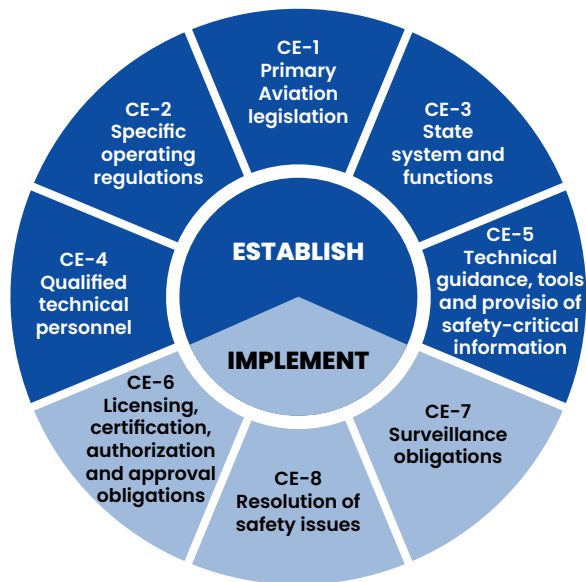 CE-1
Primary
Aviation
legislation
CE-2
Specific
operating
regulations
CE-3
State
system and
functions
CE-4
Qualified
technical
personnel
ESTABLISH
CE-5
Technical
guidance, tools
and provisio of
safety-critical
information
IMPLEMENT
CE-6
Licensing,
certification,
authorization
and approval
obligations
CE-7
Surveillance
obligations
CE-8
Resolution of
safety issues